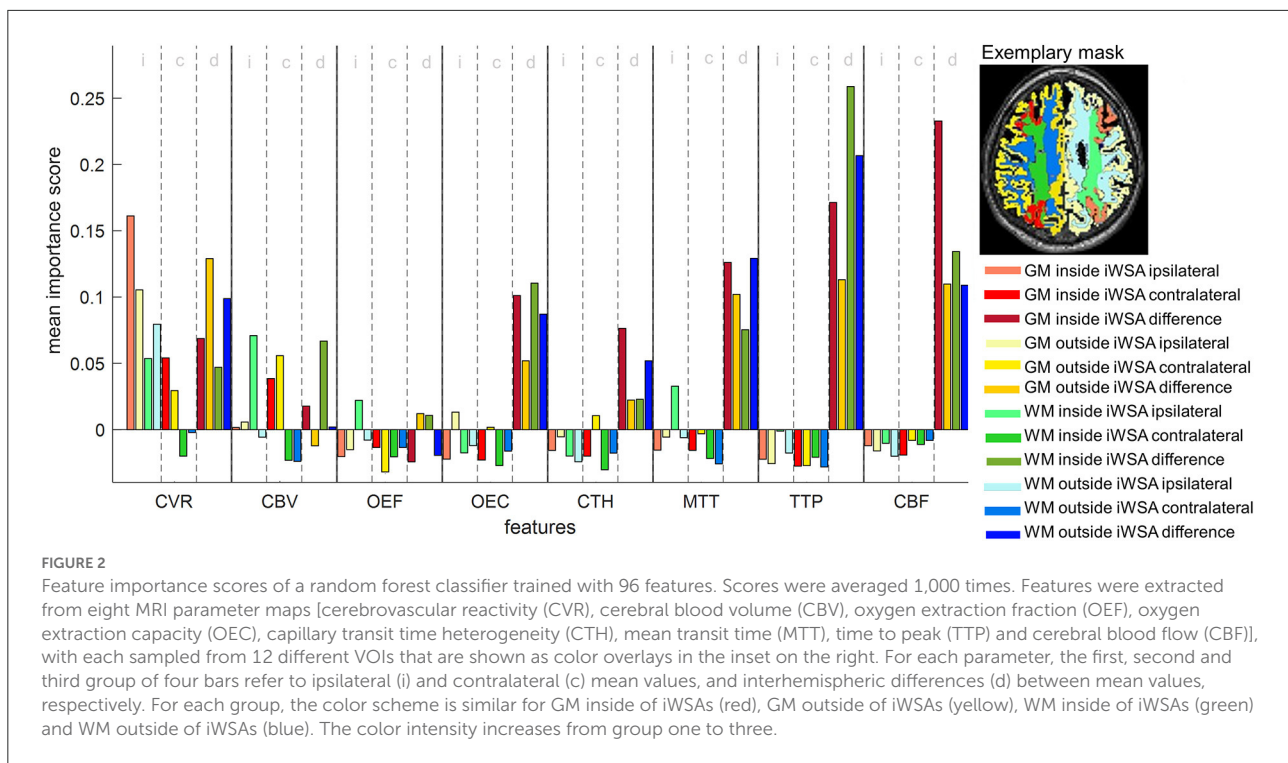 i c d i c d i c d i c d i c d i c d i c d i c d
Exemplary mask
0.25
0.2
0.15
0.1
0.05
0
mean importance score
CVR CBV OEF OEC CTH MTT TTP CBF
features
GM inside iWSA ipsilateral
GM inside iWSA contralateral
GM inside iWSA difference
GM outside iWSA ipsilateral
GM outside iWSA contralateral
GM outside iWSA difference
WM inside iWSA ipsilateral
WM inside iWSA contralateral
WM inside iWSA difference
WM outside iWSA ipsilateral
WM outside iWSA contralateral
WM outside iWSA difference
FIGURE 2
Feature importance scores of a random forest classifier trained with 96 features. Scores were averaged 1,000 times. Features were extracted
from eight MRI parameter maps [cerebrovascular reactivity (CVR), cerebral blood volume (CBV), oxygen extraction fraction (OEF), oxygen
extraction capacity (OEC), capillary transit time heterogeneity (CTH), mean transit time (MTT), time to peak (TTP) and cerebral blood flow (CBF)],
with each sampled from 12 different VOIs that are shown as color overlays in the inset on the right. For each parameter, the first, second and
third group of four bars refer to ipsilateral (i) and contralateral (c) mean values, and interhemispheric differences (d) between mean values,
respectively. For each group, the color scheme is similar for GM inside of iWSAs (red), GM outside of iWSAs (yellow), WM inside of iWSAs (green)
and WM outside of iWSAs (blue). The color intensity increases from group one to three.